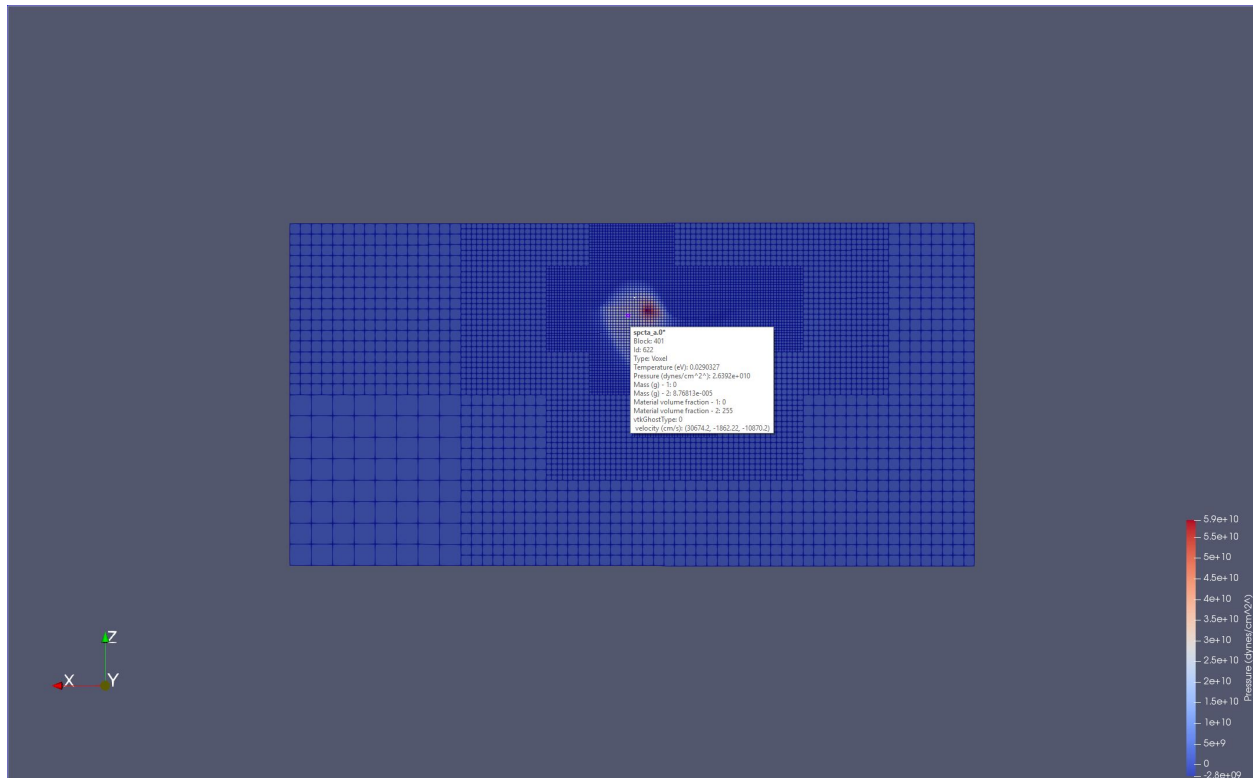 spcta_a.0*
Block: 401
Id: 622
Type: Voxel
Temperature (eV): 0.0290327
Pressure (dynes/cm^2^): 2.6392e+010
Mass (g) - 1: 0
Mass (g) - 2: 8.76813e-005
Material volume fraction - 1: 0
Material volume fraction - 2: 255
vtkGhostType: 0
velocity (cm/s): (30674.2, -1862.22, -10870.2)
Z
X
Y
5.9e+10
5.5e+10
5e+10
4.5e+10
4e+10
3.5e+10
3e+10
2.5e+10
2e+10
1.5e+10
1e+10
5e+9
0
-2.8e+09
Pressure (dynes/cm^2^)